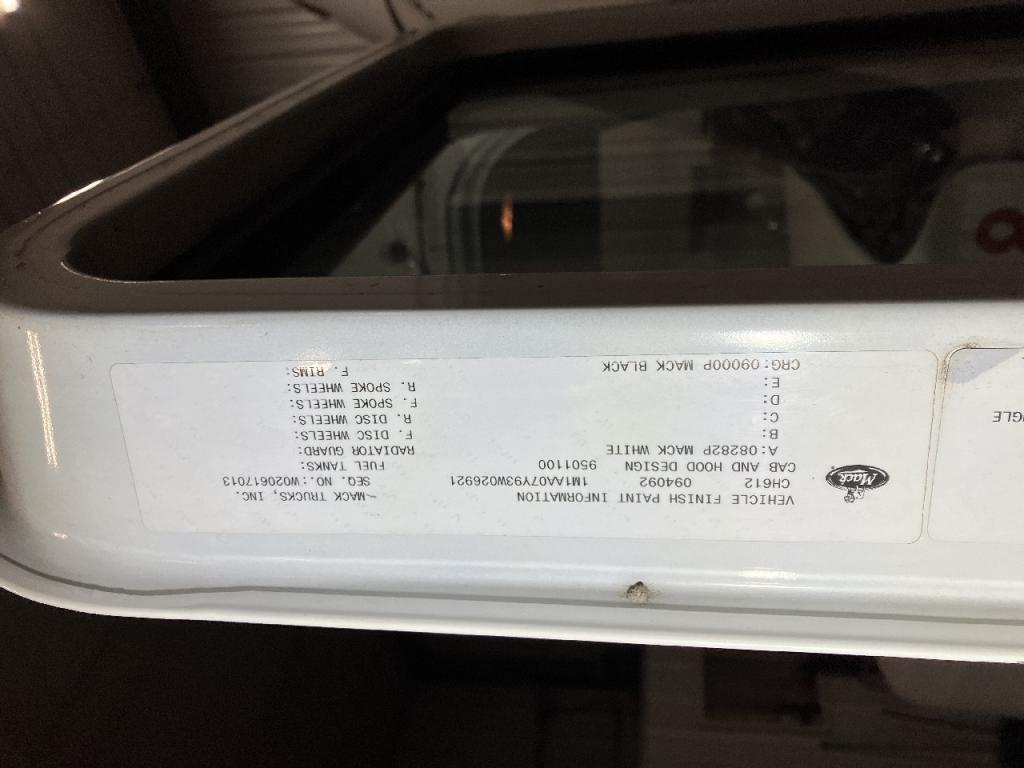 Mack
VEHICLE FINISH PAINT INFORMATION
CH612 094092 1M1AA07Y93W026921
CAB AND HOOD DESIGN 9501100
A: 08282P MACK WHITE
B:
C:
D:
E:
CRG: 09000P MACK BLACK
MACK TRUCKS, INC.
SEQ. NO.: W020617013
FUEL TANKS:
RADIATOR GUARD:
F. DISC WHEELS:
R. DISC WHEELS:
F. SPOKE WHEELS:
R. SPOKE WHEELS:
F. RIMS: